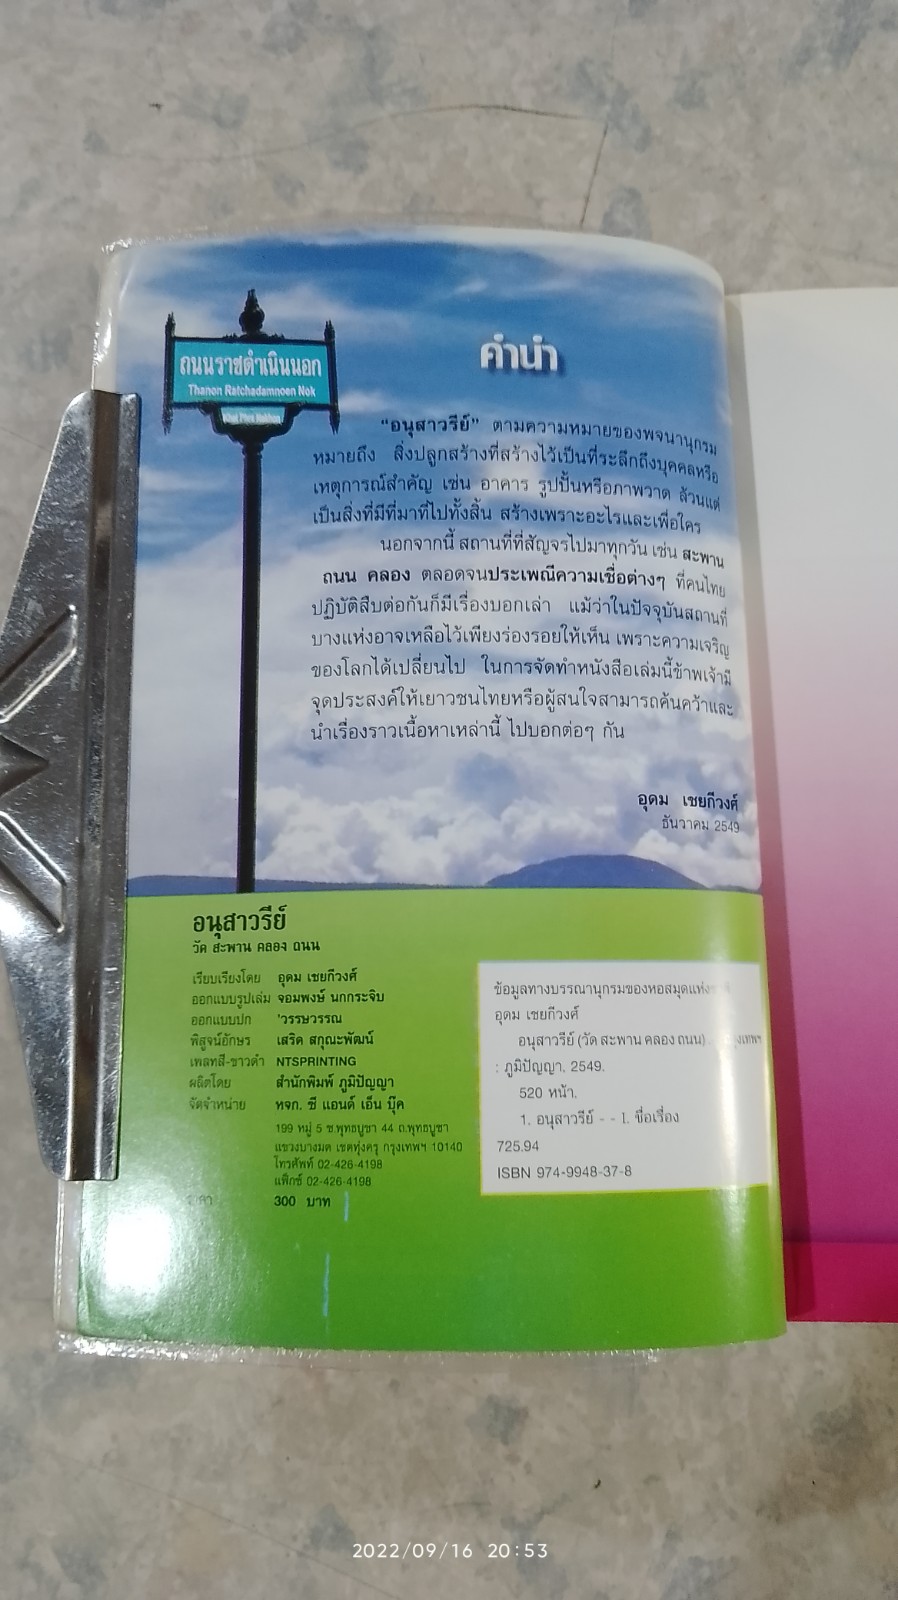 ถนนราชดำเนินนอก
Thanon Ratchadamnoen Nok
Khet Phra Nakhon
คำนำ
"อนุสาวรีย์" ตามความหมายของพจนานุกรม
หมายถึง สิ่งปลูกสร้างที่สร้างไว้เป็นที่ระลึกถึงบุคคลหรือ
เหตุการณ์สำคัญ เช่น อาคาร รูปปั้นหรือภาพวาด ล้วนแต่
เป็นสิ่งที่มีที่มาที่ไปทั้งสิ้น สร้างเพราะอะไรและเพื่อใคร
นอกจากนี้ สถานที่ที่สัญจรไปมาทุกวัน เช่น สะพาน
ถนน คลอง ตลอดจนประเพณีความเชื่อต่างๆ ที่คนไทย
ปฏิบัติสืบต่อกันก็มีเรื่องบอกเล่า แม้ว่าในปัจจุบันสถานที่
บางแห่งอาจเหลือไว้เพียงร่องรอยให้เห็น เพราะความเจริญ
ของโลกได้เปลี่ยนไป ในการจัดทำหนังสือเล่มนี้ข้าพเจ้ามี
จุดประสงค์ให้เยาวชนไทยหรือผู้สนใจสามารถค้นคว้าและ
นำเรื่องราวเนื้อหาเหล่านี้ ไปบอกต่อๆ กัน
อุดม เชยกีวงศ์
ธันวาคม 2549
อนุสาวรีย์
วัด สะพาน คลอง ถนน
เรียบเรียงโดย อุดม เชยกีวงศ์
ออกแบบรูปเล่ม จอมพงษ์ นกกระจิบ
ออกแบบปก 'วรรษวรรณ
พิสูจน์อักษร เสริด สกุณะพัฒน์
เพลทสี-ขาวดำ NTSPRINTING
ผลิตโดย สำนักพิมพ์ ภูมิปัญญา
จัดจำหน่าย หจก. ซี แอนด์ เอ็น บุ๊ค
199 หมู่ 5 ซ.พุทธบูชา 44 ถ.พุทธบูชา
แขวงบางมด เขตทุ่งครุ กรุงเทพฯ 10140
โทรศัพท์ 02-426-4198
แฟ็กซ์ 02-426-4198
ราคา 300 บาท
ข้อมูลทางบรรณานุกรมของหอสมุดแห่ง
อุดม เชยกีวงศ์
อนุสาวรีย์ (วัด สะพาน คลอง ถนน). กรุงเทพฯ
: ภูมิปัญญา, 2549.
520 หน้า.
1. อนุสาวรีย์ - - I. ชื่อเรื่อง
725.94
ISBN 974-9948-37-8
2022/09/16 20:53